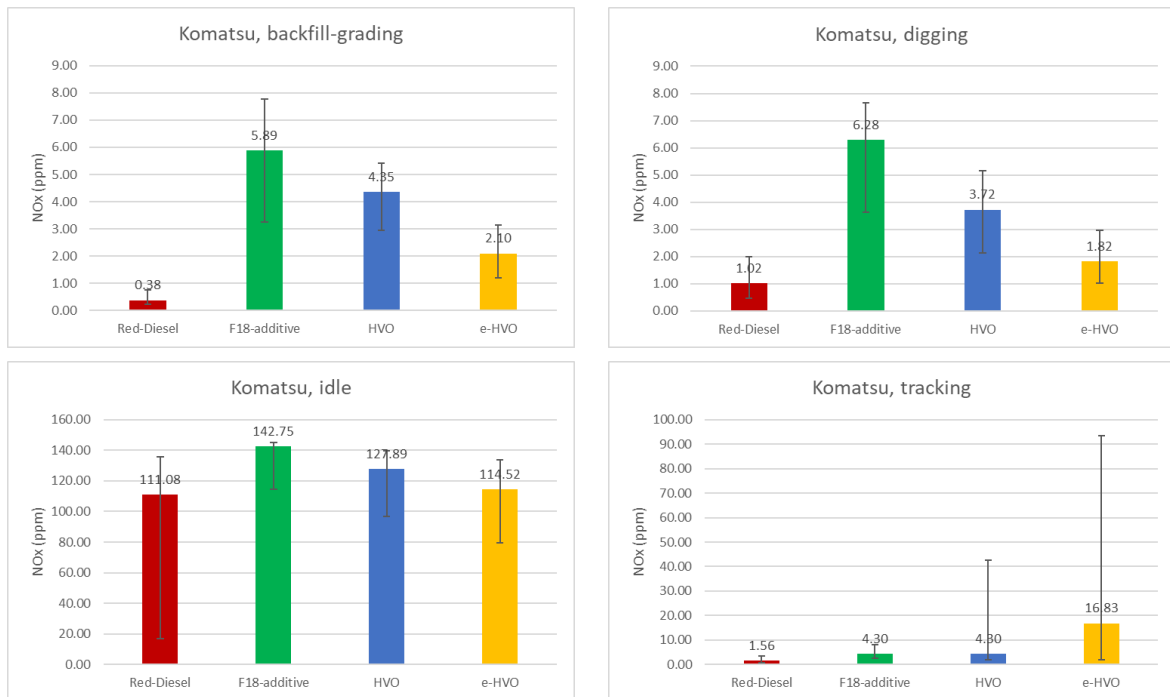 Komatsu, backfill-grading
NOx (ppm)
9.00
8.00
7.00
6.00
5.00
4.00
3.00
2.00
1.00
0.00
0.38
5.89
4.35
2.10
Red-Diesel
F18-additive
HVO
e-HVO
Komatsu, digging
NOx (ppm)
9.00
8.00
7.00
6.00
5.00
4.00
3.00
2.00
1.00
0.00
1.02
6.28
3.72
1.82
Red-Diesel
F18-additive
HVO
e-HVO
Komatsu, idle
NOx (ppm)
160.00
140.00
120.00
100.00
80.00
60.00
40.00
20.00
0.00
111.08
142.75
127.89
114.52
Red-Diesel
F18-additive
HVO
e-HVO
Komatsu, tracking
NOx (ppm)
100.00
90.00
80.00
70.00
60.00
50.00
40.00
30.00
20.00
10.00
0.00
1.56
4.30
4.30
16.83
Red-Diesel
F18-additive
HVO
e-HVO